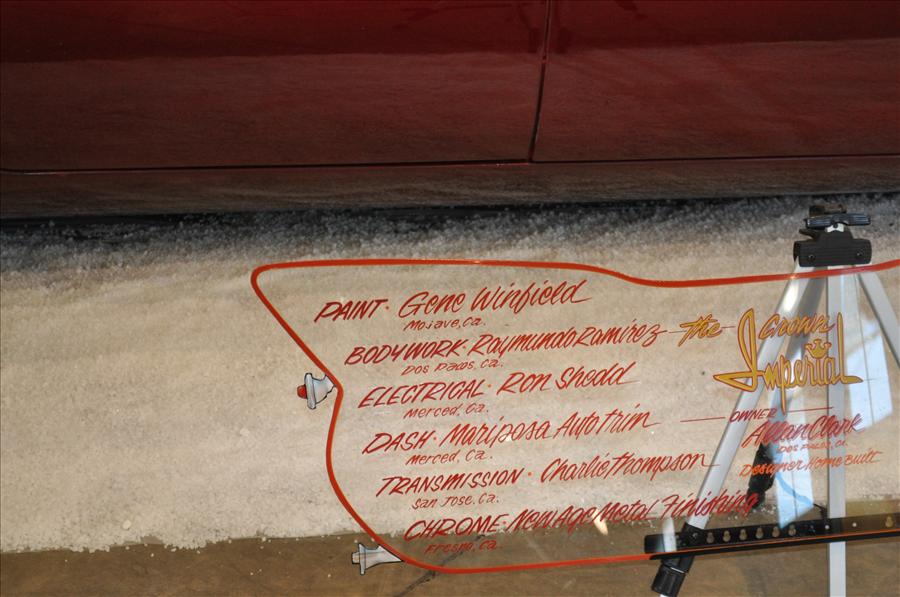 PAINT · Gene Winfield
Mojave, Ca.
BODYWORK · Raymundo Ramirez
Dos Palos, Ca.
ELECTRICAL · Ron Shedd
Merced, Ca.
DASH · Mariposa Auto Trim
Merced, Ca.
TRANSMISSION · Charlie Thompson
San Jose, Ca.
CHROME · New Age Metal Finishing
Fresno, Ca.
The Crown
Imperial
OWNER
Allan Clark
Dos Palos, Ca.
Designer Home Built